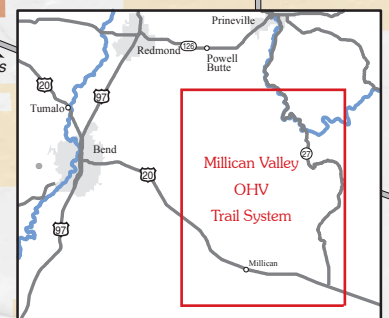 Prineville
Redmond
126
Powell
Butte
20
97
Tumalo
27
Bend
20
Millican Valley
OHV
Trail System
97
Millican